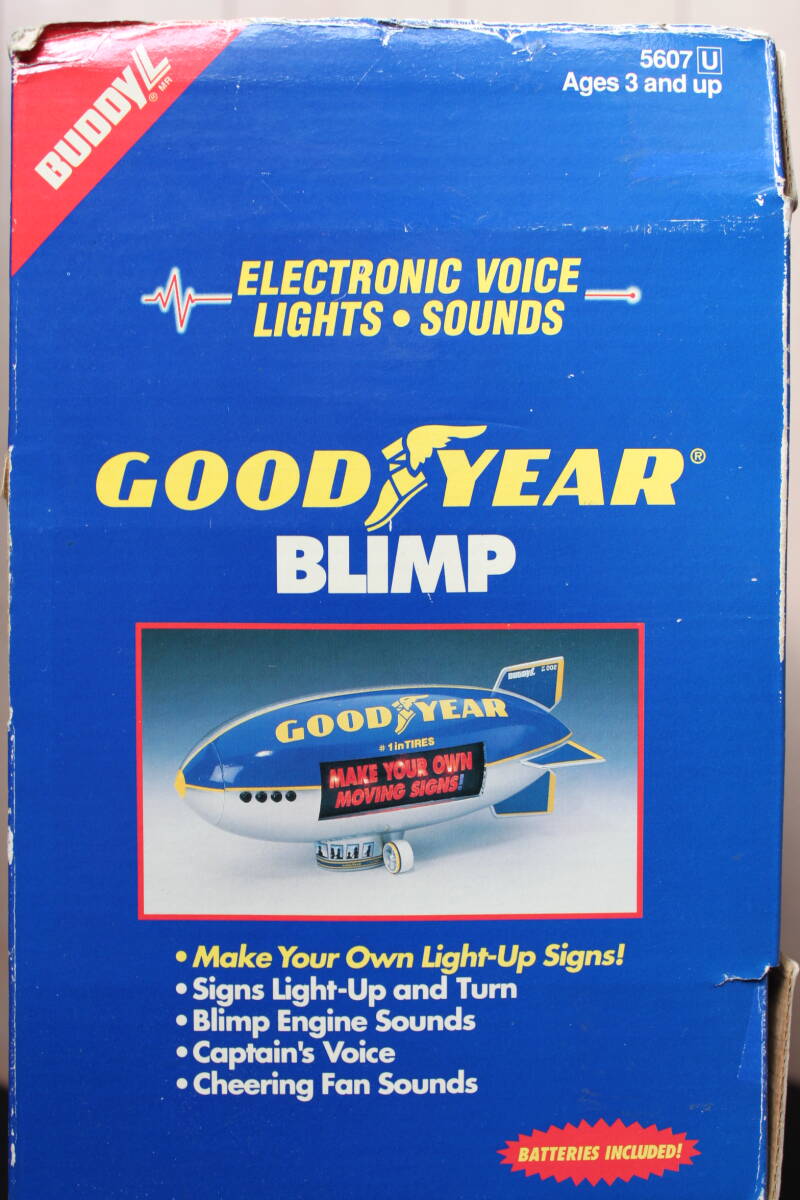 BUDDY L ® MR
5607 U
Ages 3 and up
ELECTRONIC VOICE
LIGHTS • SOUNDS
GOODYEAR®
BLIMP
BUDDY L
GOODYEAR
#1 in TIRES
MAKE YOUR OWN
MOVING SIGNS!
• Make Your Own Light-Up Signs!
• Signs Light-Up and Turn
• Blimp Engine Sounds
• Captain's Voice
• Cheering Fan Sounds
BATTERIES INCLUDED!